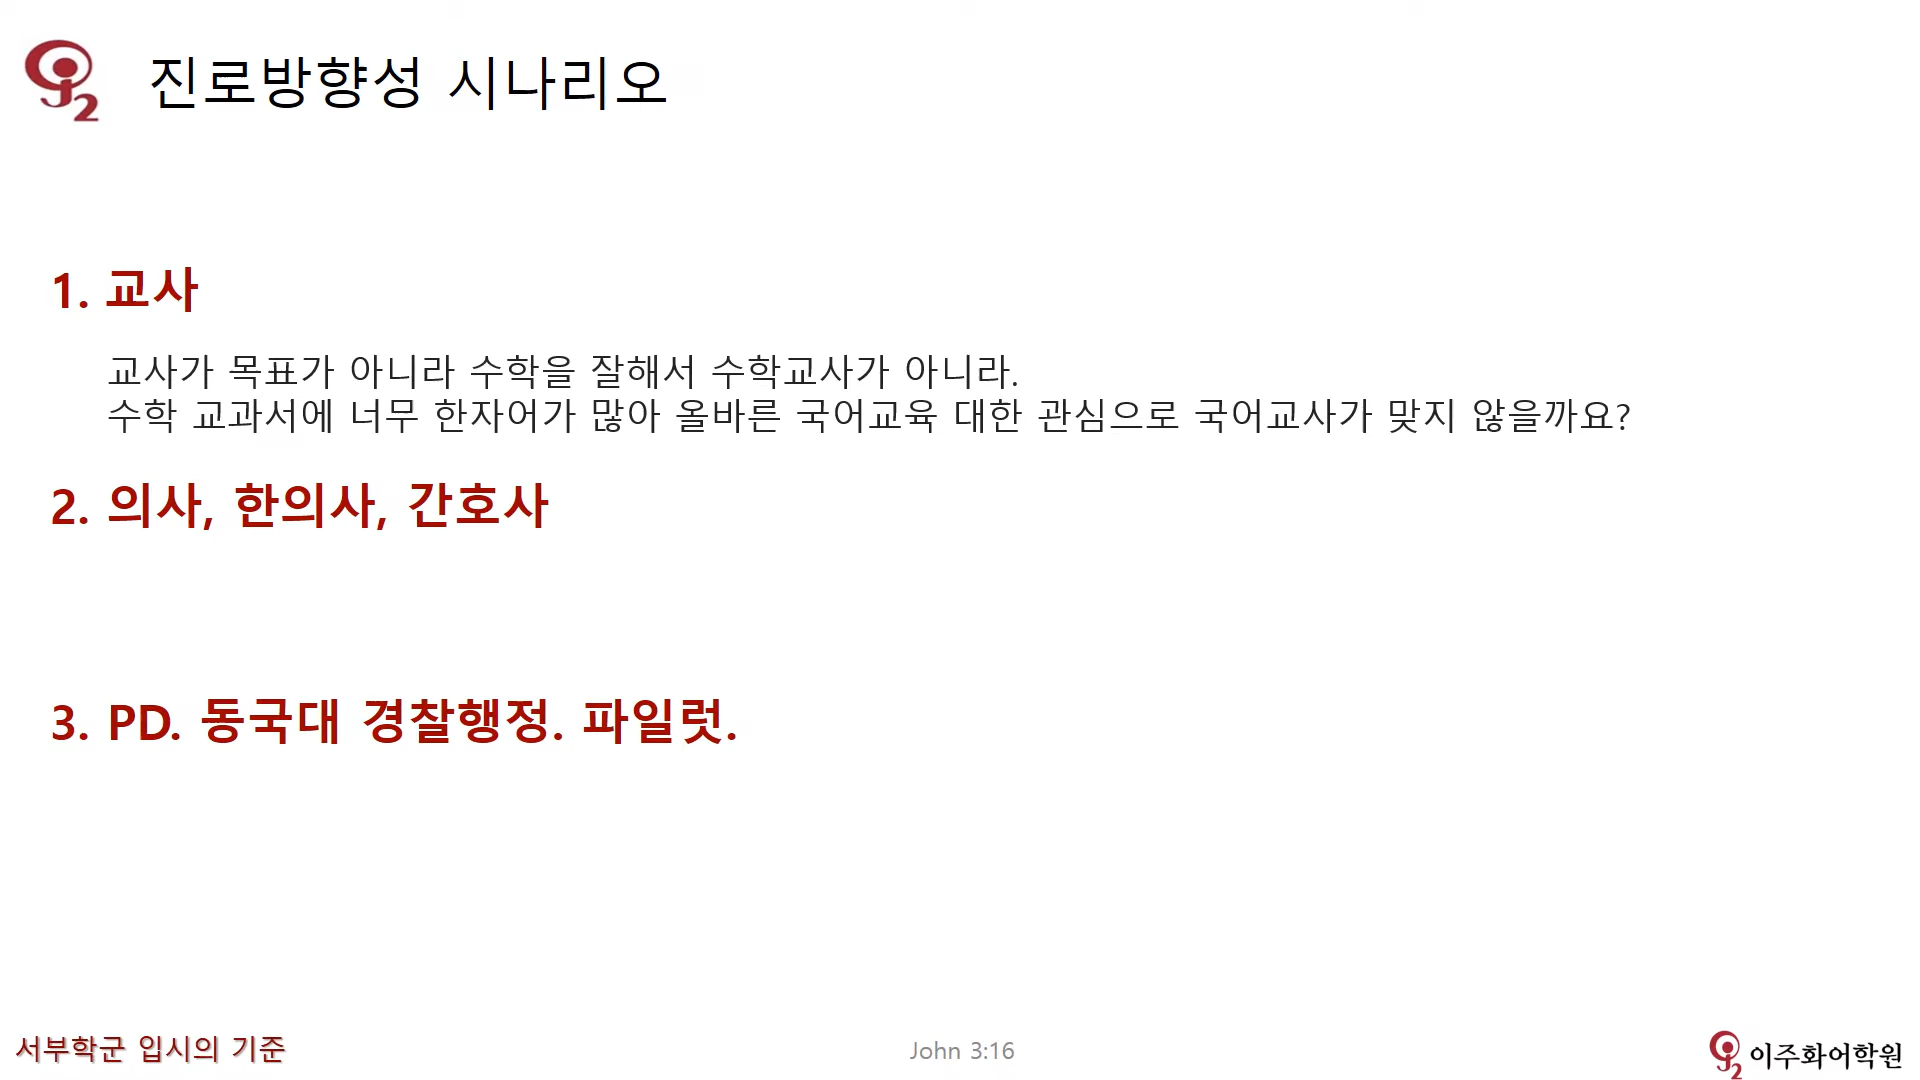 진로방향성 시나리오
1. 교사
교사가 목표가 아니라 수학을 잘해서 수학교사가 아니라.
수학 교과서에 너무 한자어가 많아 올바른 국어교육 대한 관심으로 국어교사가 맞지 않을까요?
2. 의사, 한의사, 간호사
3. PD. 동국대 경찰행정. 파일럿.
서부학군 입시의 기준
John 3:16
이주화어학원